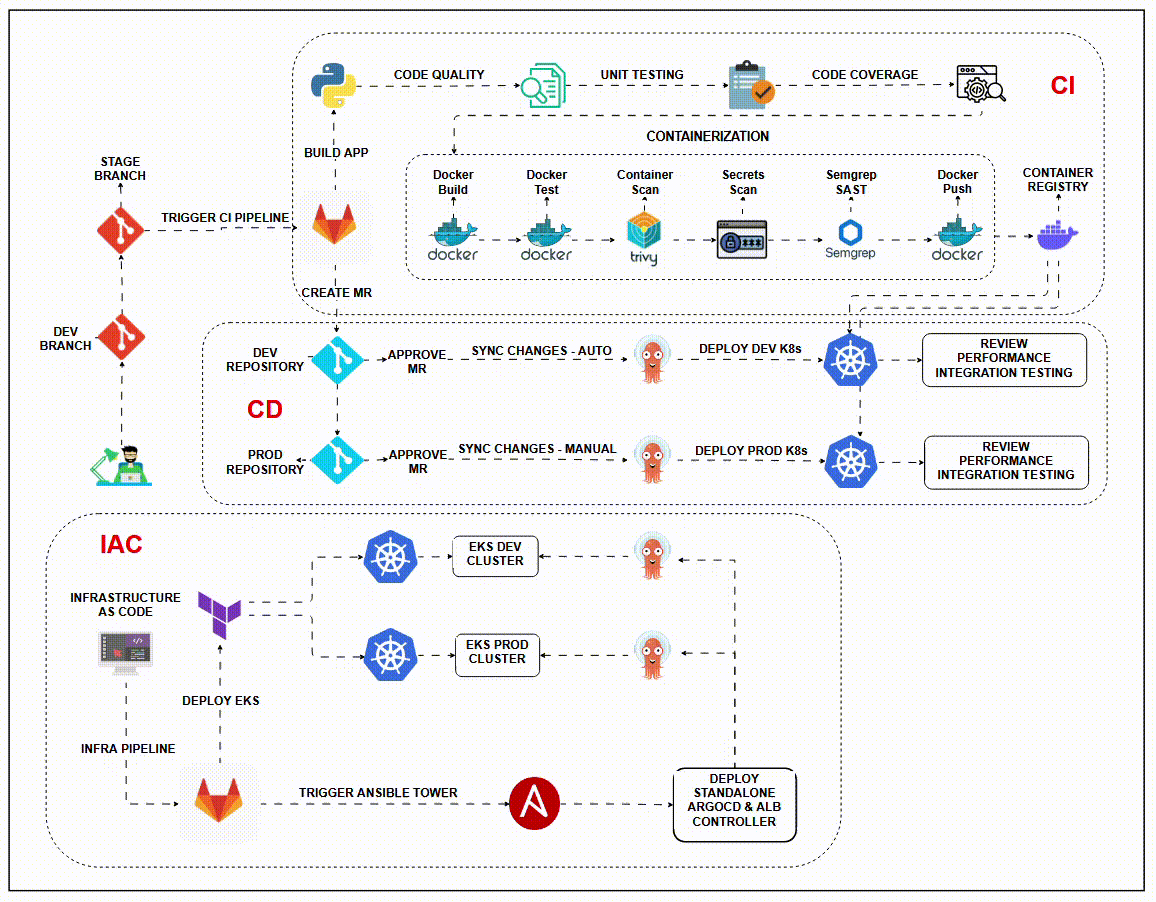 CODE QUALITY
UNIT TESTING
CODE COVERAGE
CI
CONTAINERIZATION
BUILD APP
STAGE
BRANCH
TRIGGER CI PIPELINE
Docker
Build
Docker
Test
Container
Scan
Secrets
Scan
Semgrep
SAST
Docker
Push
CONTAINER
REGISTRY
docker
docker
trivy
***
Semgrep
docker
CREATE MR
DEV
BRANCH
DEV
REPOSITORY
APPROVE
MR
SYNC CHANGES - AUTO
DEPLOY DEV K8s
REVIEW
PERFORMANCE
INTEGRATION TESTING
CD
PROD
REPOSITORY
APPROVE
MR
SYNC CHANGES - MANUAL
DEPLOY PROD K8s
REVIEW
PERFORMANCE
INTEGRATION TESTING
IAC
EKS DEV
CLUSTER
INFRASTRUCTURE
AS CODE
EKS PROD
CLUSTER
DEPLOY EKS
INFRA PIPELINE
TRIGGER ANSIBLE TOWER
DEPLOY
STANDALONE
ARGOCD & ALB
CONTROLLER